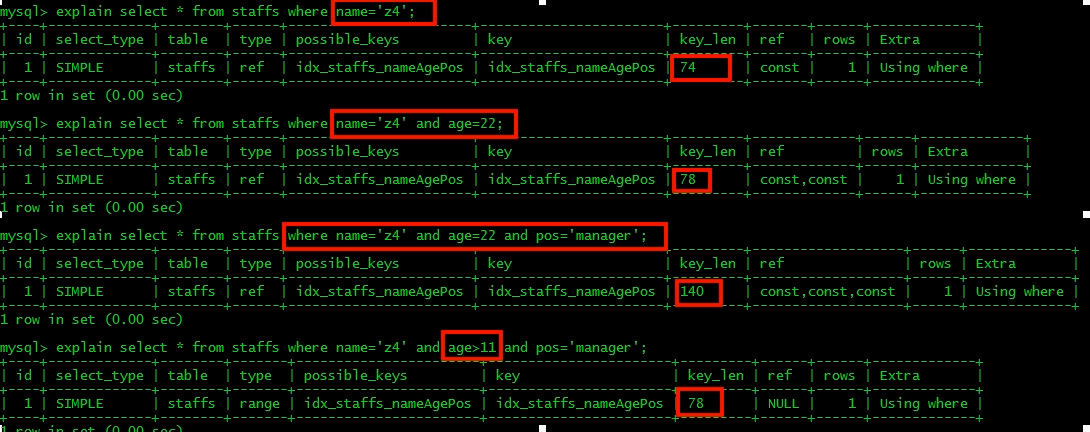 mysql> explain select * from staffs where name='z4';
| id | select_type | table | type | possible_keys | key | key_len | ref | rows | Extra |
| 1 | SIMPLE | staffs | ref | idx_staffs_nameAgePos | idx_staffs_nameAgePos | 74 | const | 1 | Using where |
1 row in set (0.00 sec)
mysql> explain select * from staffs where name='z4' and age=22;
| id | select_type | table | type | possible_keys | key | key_len | ref | rows | Extra |
| 1 | SIMPLE | staffs | ref | idx_staffs_nameAgePos | idx_staffs_nameAgePos | 78 | const,const | 1 | Using where |
1 row in set (0.00 sec)
mysql> explain select * from staffs where name='z4' and age=22 and pos='manager';
| id | select_type | table | type | possible_keys | key | key_len | ref | rows | Extra |
| 1 | SIMPLE | staffs | ref | idx_staffs_nameAgePos | idx_staffs_nameAgePos | 140 | const,const,const | 1 | Using where |
1 row in set (0.00 sec)
mysql> explain select * from staffs where name='z4' and age>11 and pos='manager';
| id | select_type | table | type | possible_keys | key | key_len | ref | rows | Extra |
| 1 | SIMPLE | staffs | range | idx_staffs_nameAgePos | idx_staffs_nameAgePos | 78 | NULL | 1 | Using where |
1 row in set (0.00 sec)